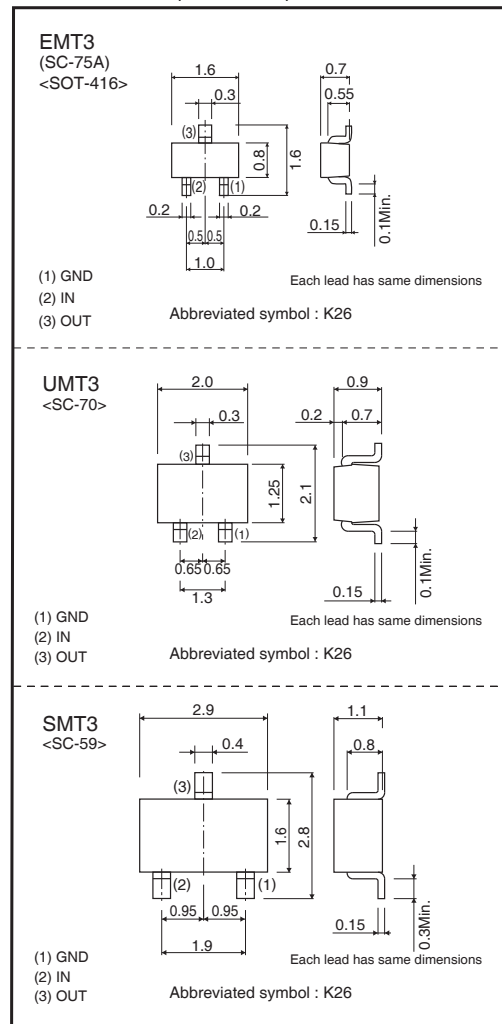 EMT3
(SC-75A)
<SOT-416>
1.6
0.3
(3)
0.8
1.6
(2)
(1)
0.2
0.2
0.5
0.5
1.0
0.7
0.55
0.15
0.1Min.
(1) GND
(2) IN
(3) OUT
Each lead has same dimensions
Abbreviated symbol : K26
UMT3
<SC-70>
2.0
0.3
(3)
1.25
2.1
(2)
(1)
0.65
0.65
1.3
0.9
0.2
0.7
0.15
0.1Min.
(1) GND
(2) IN
(3) OUT
Each lead has same dimensions
Abbreviated symbol : K26
SMT3
<SC-59>
2.9
0.4
(3)
1.6
2.8
(2)
(1)
0.95
0.95
1.9
1.1
0.8
0.15
0.3Min.
(1) GND
(2) IN
(3) OUT
Each lead has same dimensions
Abbreviated symbol : K26